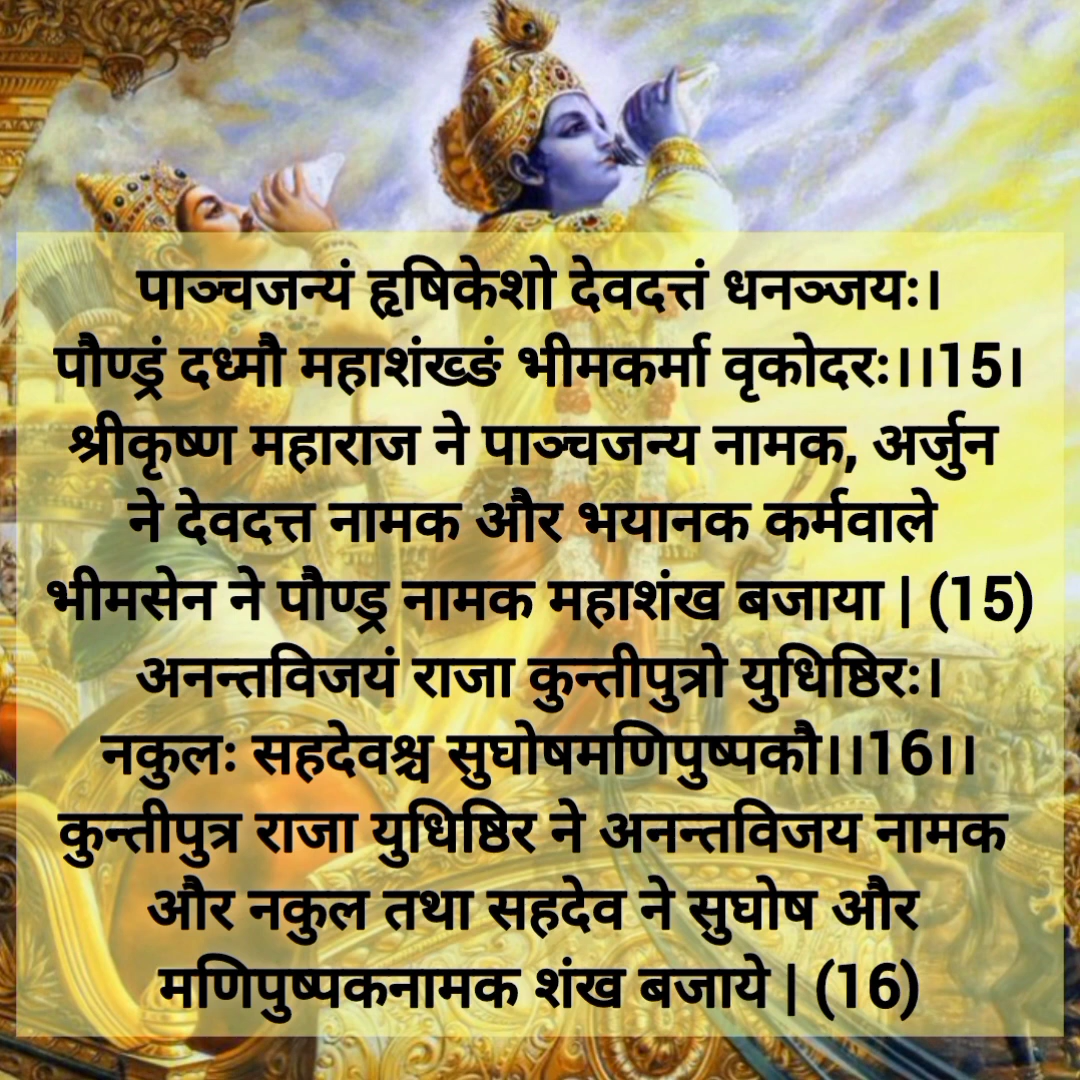 पाञ्चजन्यं हृषिकेशो देवदत्तं धनञ्जयः।
पौण्ड्रं दध्मौ महाशंख्ङं भीमकर्मा वृकोदरः।।15।
श्रीकृष्ण महाराज ने पाञ्चजन्य नामक, अर्जुन
ने देवदत्त नामक और भयानक कर्मवाले
भीमसेन ने पौण्ड्र नामक महाशंख बजाया | (15)
अनन्तविजयं राजा कुन्तीपुत्रो युधिष्ठिरः।
नकुलः सहदेवश्च सुघोषमणिपुष्पकौ।।16।।
कुन्तीपुत्र राजा युधिष्ठिर ने अनन्तविजय नामक
और नकुल तथा सहदेव ने सुघोष और
मणिपुष्पकनामक शंख बजाये | (16)